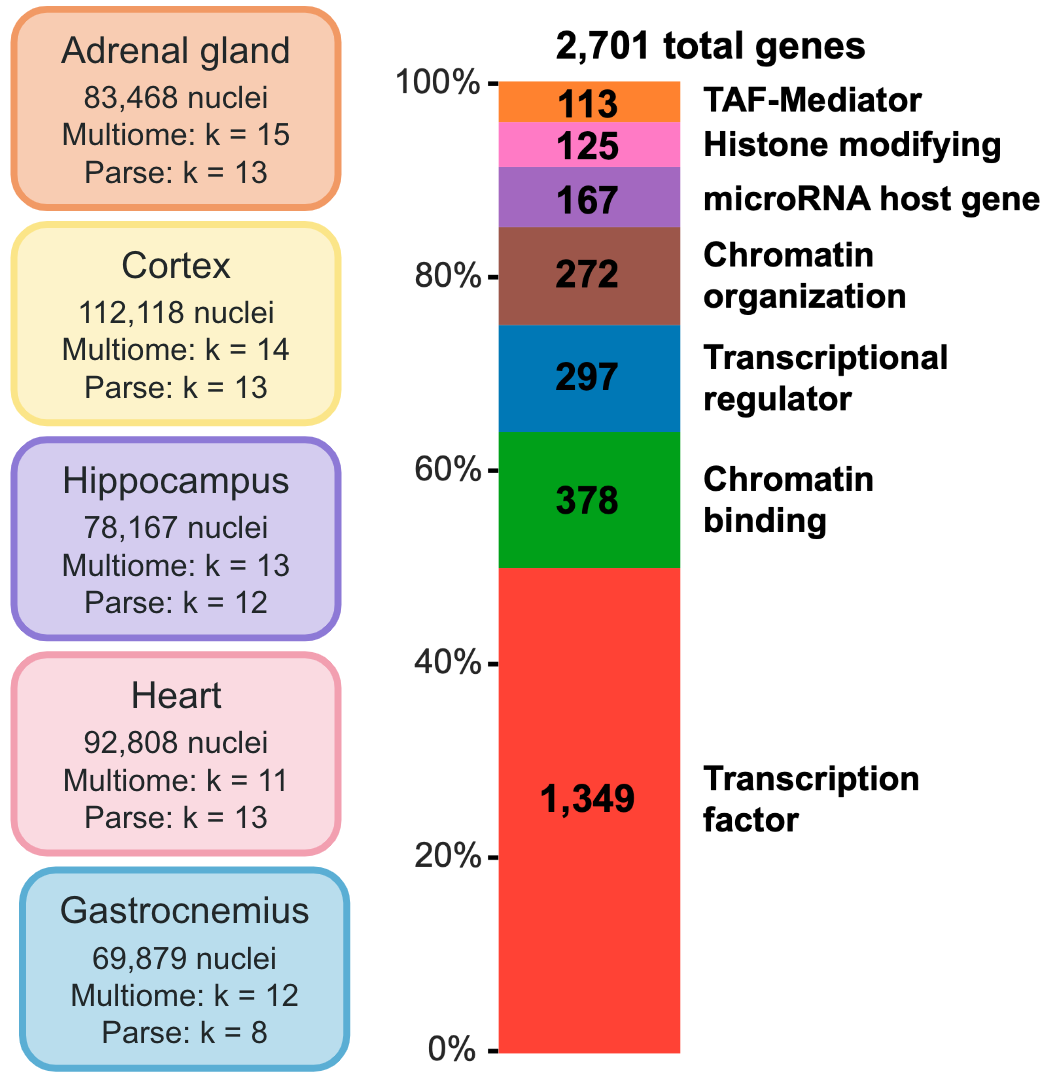 Adrenal gland
83,468 nuclei
Multiome: k = 15
Parse: k = 13
Cortex
112,118 nuclei
Multiome: k = 14
Parse: k = 13
Hippocampus
78,167 nuclei
Multiome: k = 13
Parse: k = 12
Heart
92,808 nuclei
Multiome: k = 11
Parse: k = 13
Gastrocnemius
69,879 nuclei
Multiome: k = 12
Parse: k = 8
2,701 total genes
100%
80%
60%
40%
20%
0%
113
TAF-Mediator
125
Histone modifying
167
microRNA host gene
272
Chromatin
organization
297
Transcriptional
regulator
378
Chromatin
binding
1,349
Transcription
factor